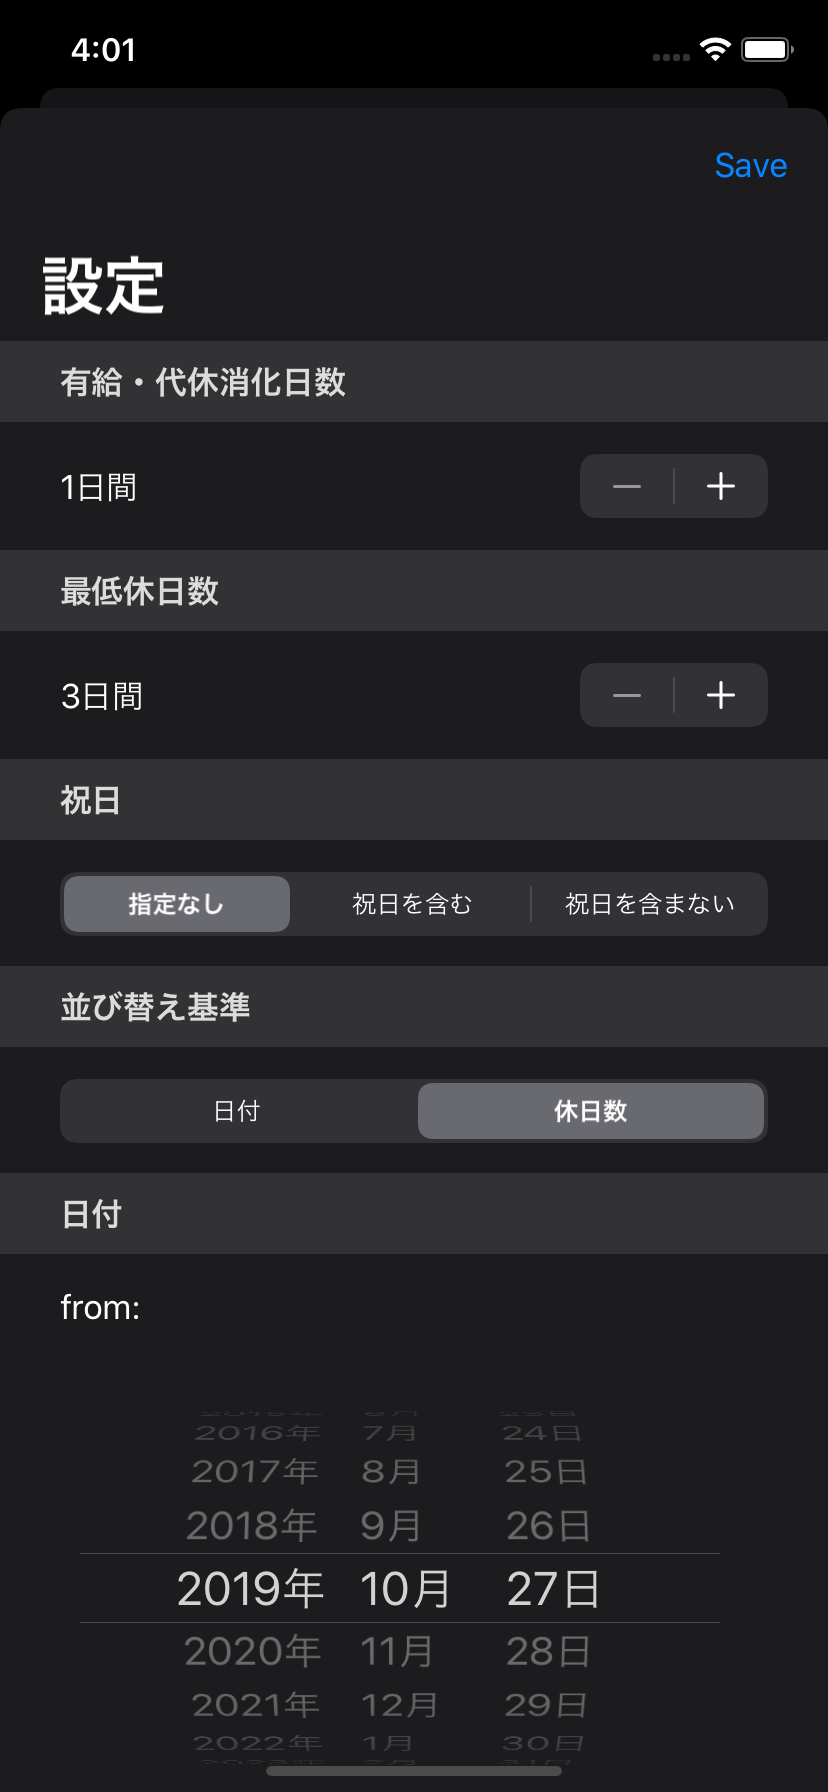 4:01
Save
設定
有給・代休消化日数
1日間
最低休日数
3日間
祝日
指定なし 祝日を含む 祝日を含まない
並び替え基準
日付 休日数
日付
from:
2016年 7月 24日
2017年 8月 25日
2018年 9月 26日
2019年 10月 27日
2020年 11月 28日
2021年 12月 29日
2022年 1月 30日